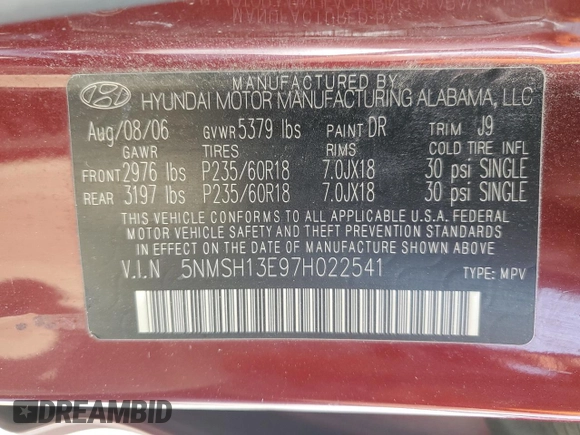 MANUFACTURED BY
HYUNDAI MOTOR MANUFACTURING ALABAMA, LLC
Aug/08/06 GVWR 5379 lbs PAINT DR TRIM J9
GAWR TIRES RIMS COLD TIRE INFL
FRONT 2976 lbs P235/60R18 7.0JX18 30 psi SINGLE
REAR 3197 lbs P235/60R18 7.0JX18 30 psi SINGLE
THIS VEHICLE CONFORMS TO ALL APPLICABLE U.S.A. FEDERAL
MOTOR VEHICLE SAFETY AND THEFT PREVENTION STANDARDS
IN EFFECT ON THE DATE OF MANUFACTURE SHOWN ABOVE.
V.I.N 5NMSH13E97H022541 TYPE: MPV
DREAMBID